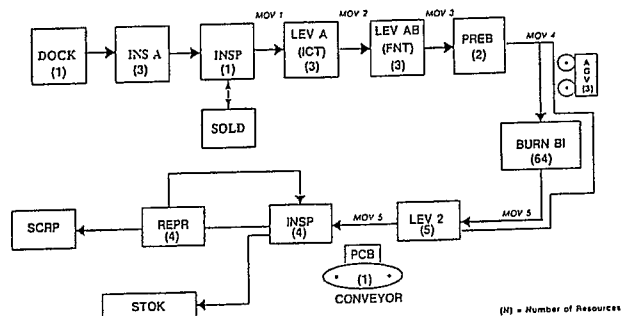 MOV 1
MOV 2
MOV 3
MOV 4
DOCK
(1)
INS A
(3)
INSP
(1)
LEV A
(ICT)
(3)
LEV AB
(FNT)
(3)
PREB
(2)
A
G
V
(3)
SOLD
BURN BI
(64)
SCRP
REPR
(4)
INSP
(4)
MOV 5
LEV 2
(5)
MOV 5
PCB
(1)
CONVEYOR
STOK
(N) = Number of Resources